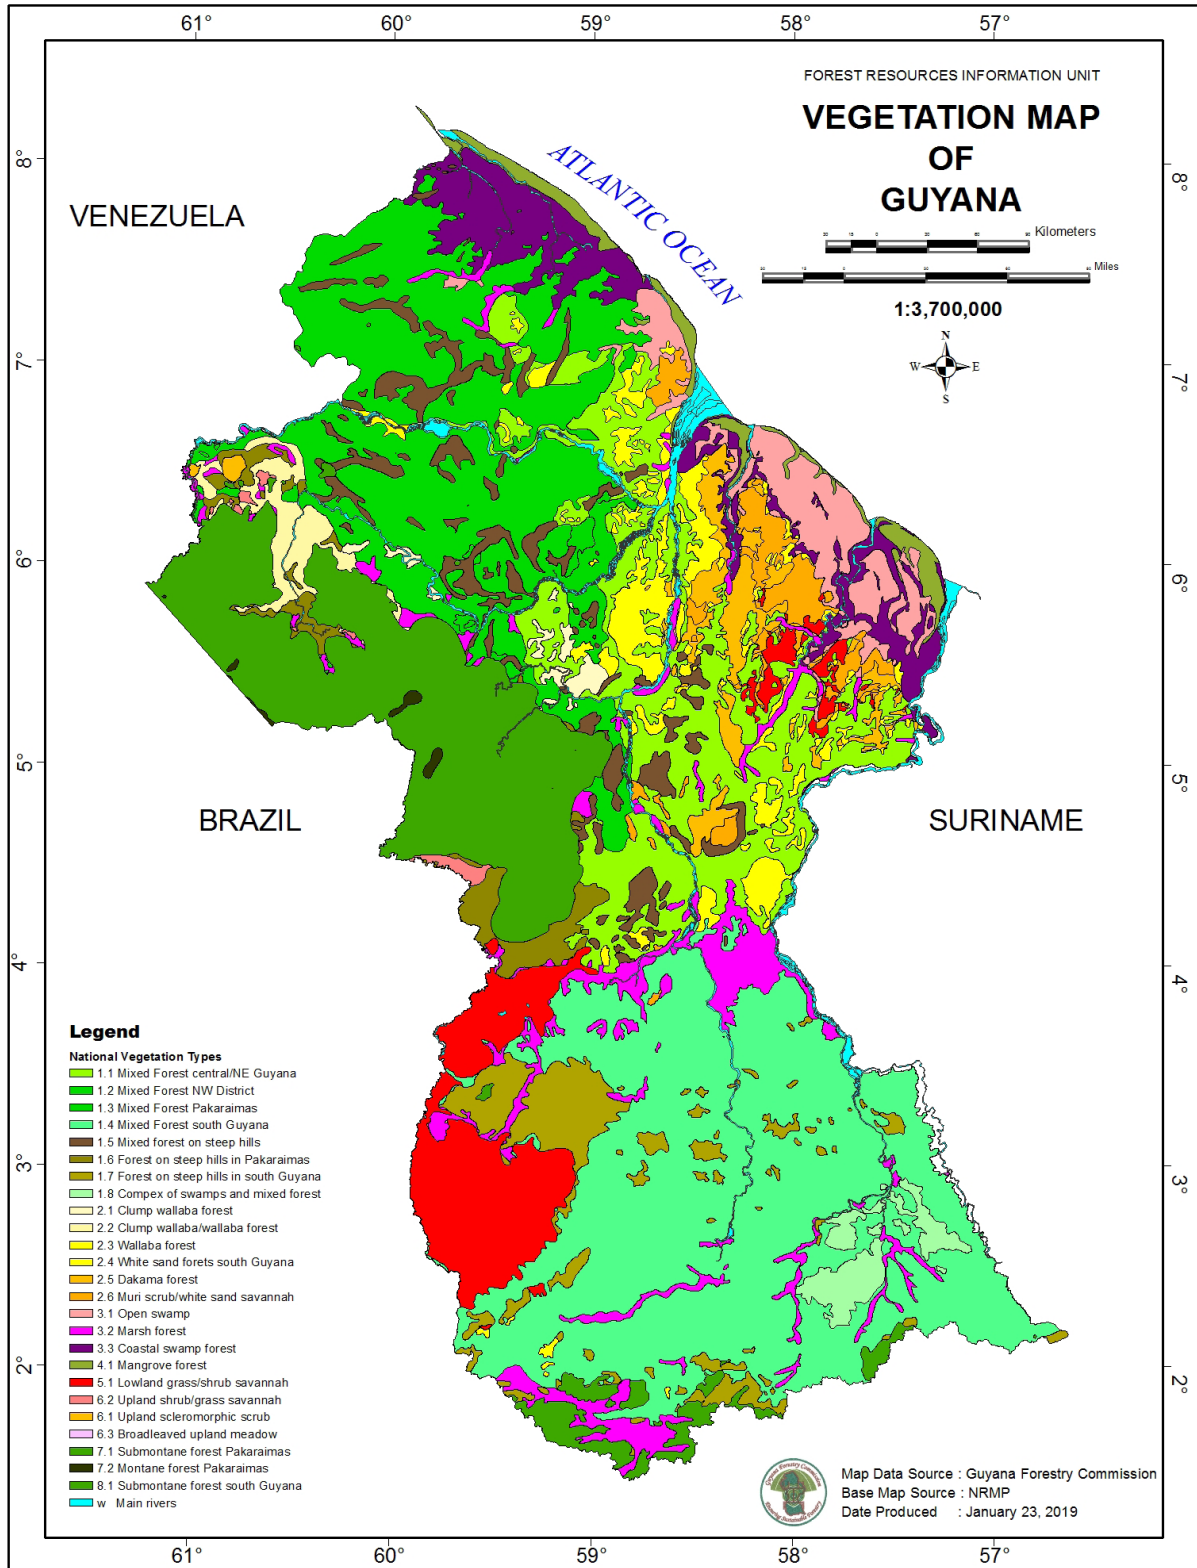 61° 60° 59° 58° 57°
FOREST RESOURCES INFORMATION UNIT
VEGETATION MAP
OF
GUYANA
Kilometers
Miles
1:3,700,000
N
W E
S
8° 8°
7° 7°
6° 6°
5° 5°
4° 4°
3° 3°
2° 2°
ATLANTIC OCEAN
VENEZUELA
BRAZIL
SURINAME
Legend
National Vegetation Types
1.1 Mixed Forest central/NE Guyana
1.2 Mixed Forest NW District
1.3 Mixed Forest Pakaraimas
1.4 Mixed Forest south Guyana
1.5 Mixed forest on steep hills
1.6 Forest on steep hills in Pakaraimas
1.7 Forest on steep hills in south Guyana
1.8 Compex of swamps and mixed forest
2.1 Clump wallaba forest
2.2 Clump wallaba/wallaba forest
2.3 Wallaba forest
2.4 White sand forets south Guyana
2.5 Dakama forest
2.6 Muri scrub/white sand savannah
3.1 Open swamp
3.2 Marsh forest
3.3 Coastal swamp forest
4.1 Mangrove forest
5.1 Lowland grass/shrub savannah
6.2 Upland shrub/grass savannah
6.1 Upland scleromorphic scrub
6.3 Broadleaved upland meadow
7.1 Submontane forest Pakaraimas
7.2 Montane forest Pakaraimas
8.1 Submontane forest south Guyana
w Main rivers
Map Data Source : Guyana Forestry Commission
Base Map Source : NRMP
Date Produced : January 23, 2019
61° 60° 59° 58° 57°